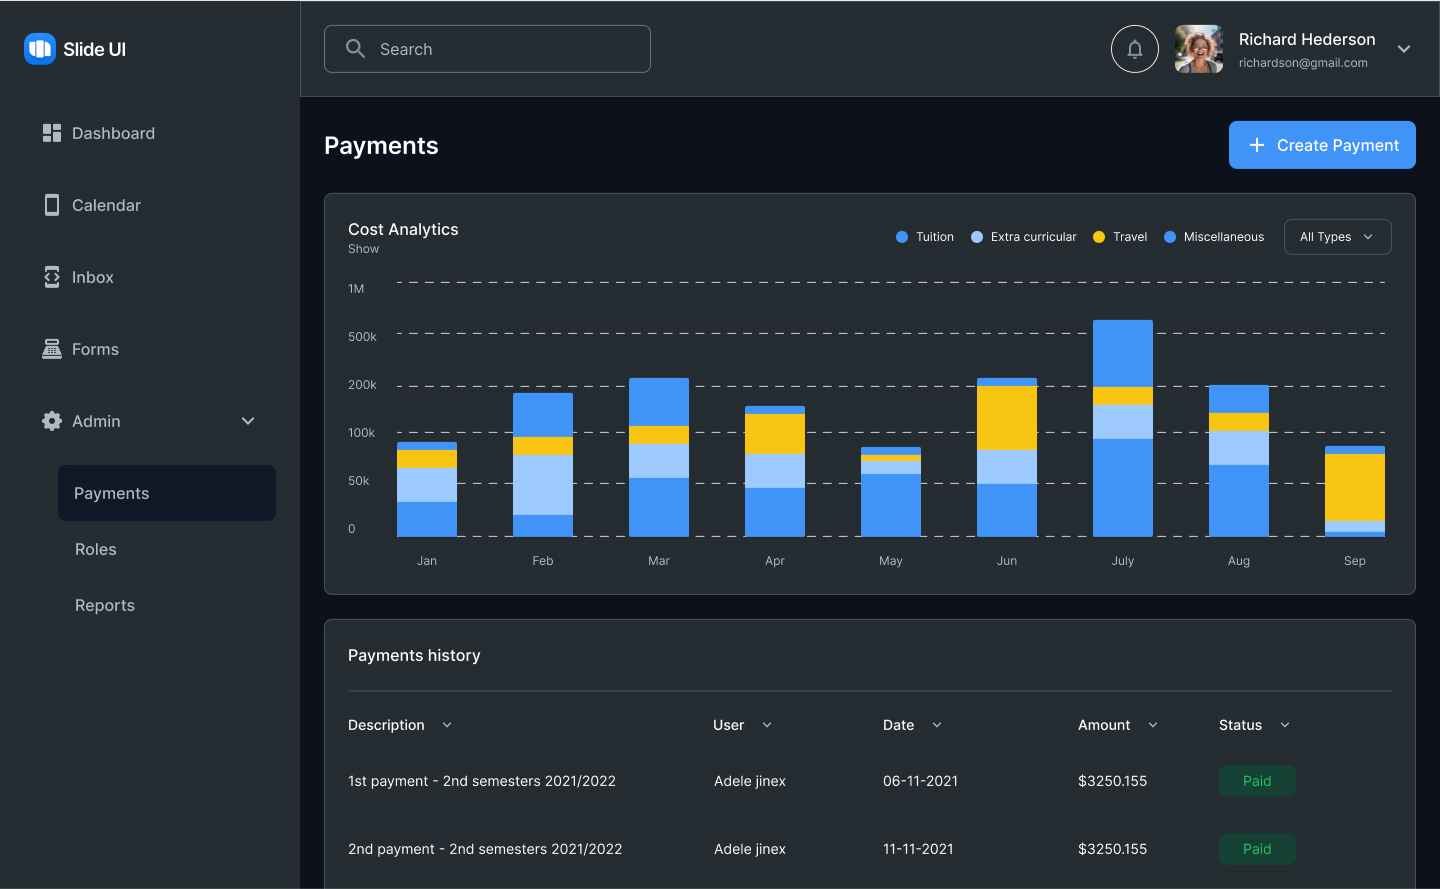 Slide UI
Search
Richard Hederson
richardson@gmail.com
Dashboard
Calendar
Inbox
Forms
Admin
Payments
Roles
Reports
Payments
Create Payment
Cost Analytics
Show
Tuition Extra curricular Travel Miscellaneous All Types
1M
500k
200k
100k
50k
0
Jan Feb Mar Apr May Jun July Aug Sep
Payments history
Description User Date Amount Status
1st payment - 2nd semesters 2021/2022 Adele jinex 06-11-2021 $3250.155 Paid
2nd payment - 2nd semesters 2021/2022 Adele jinex 11-11-2021 $3250.155 Paid